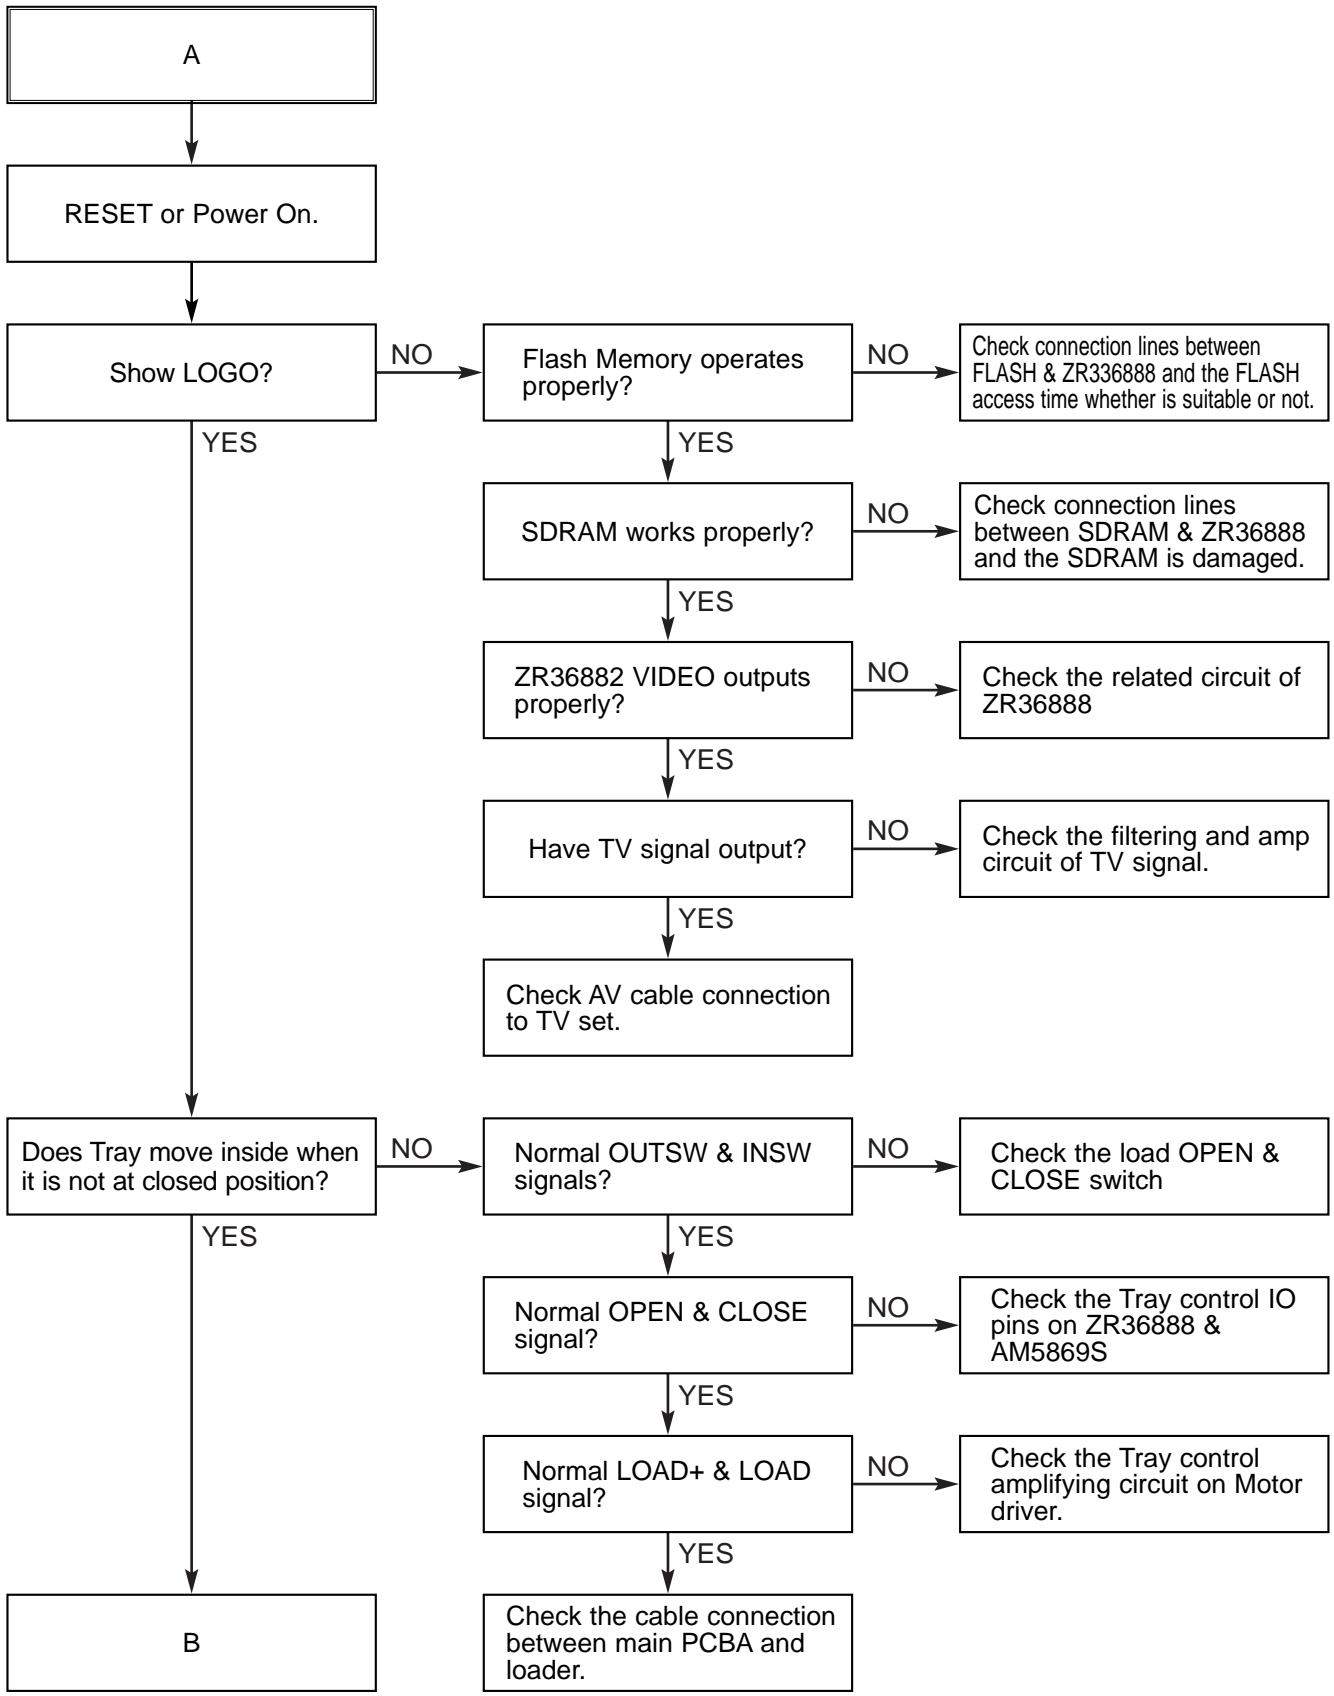 A
RESET or Power On.
Show LOGO?
NO
Flash Memory operates
properly?
NO
Check connection lines between
FLASH & ZR336888 and the FLASH
access time whether is suitable or not.
YES
YES
SDRAM works properly?
NO
Check connection lines
between SDRAM & ZR36888
and the SDRAM is damaged.
YES
ZR36882 VIDEO outputs
properly?
NO
Check the related circuit of
ZR36888
YES
Have TV signal output?
NO
Check the filtering and amp
circuit of TV signal.
YES
Check AV cable connection
to TV set.
Does Tray move inside when
it is not at closed position?
NO
Normal OUTSW & INSW
signals?
NO
Check the load OPEN &
CLOSE switch
YES
YES
Normal OPEN & CLOSE
signal?
NO
Check the Tray control IO
pins on ZR36888 &
AM5869S
YES
Normal LOAD+ & LOAD
signal?
NO
Check the Tray control
amplifying circuit on Motor
driver.
YES
B
Check the cable connection
between main PCBA and
loader.